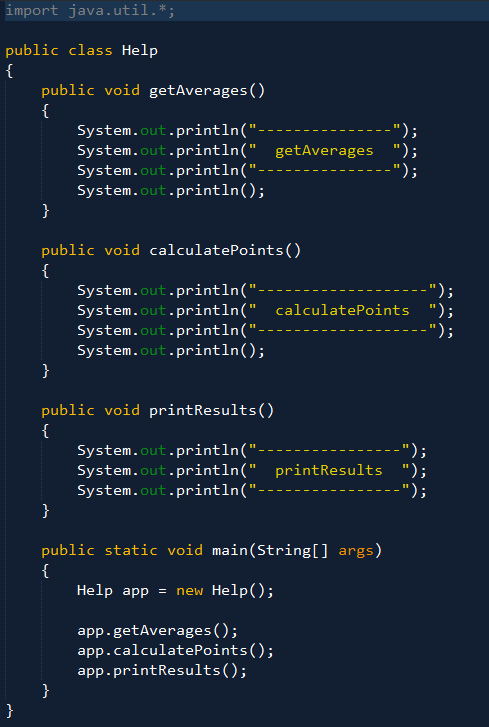 import java.util.*;

public class Help
{
    public void getAverages()
    {
        System.out.println("---------------");
        System.out.println("  getAverages  ");
        System.out.println("---------------");
        System.out.println();
    }

    public void calculatePoints()
    {
        System.out.println("-------------------");
        System.out.println("  calculatePoints  ");
        System.out.println("-------------------");
        System.out.println();
    }

    public void printResults()
    {
        System.out.println("----------------");
        System.out.println("  printResults  ");
        System.out.println("----------------");
    }

    public static void main(String[] args)
    {
        Help app = new Help();

        app.getAverages();
        app.calculatePoints();
        app.printResults();
    }
}